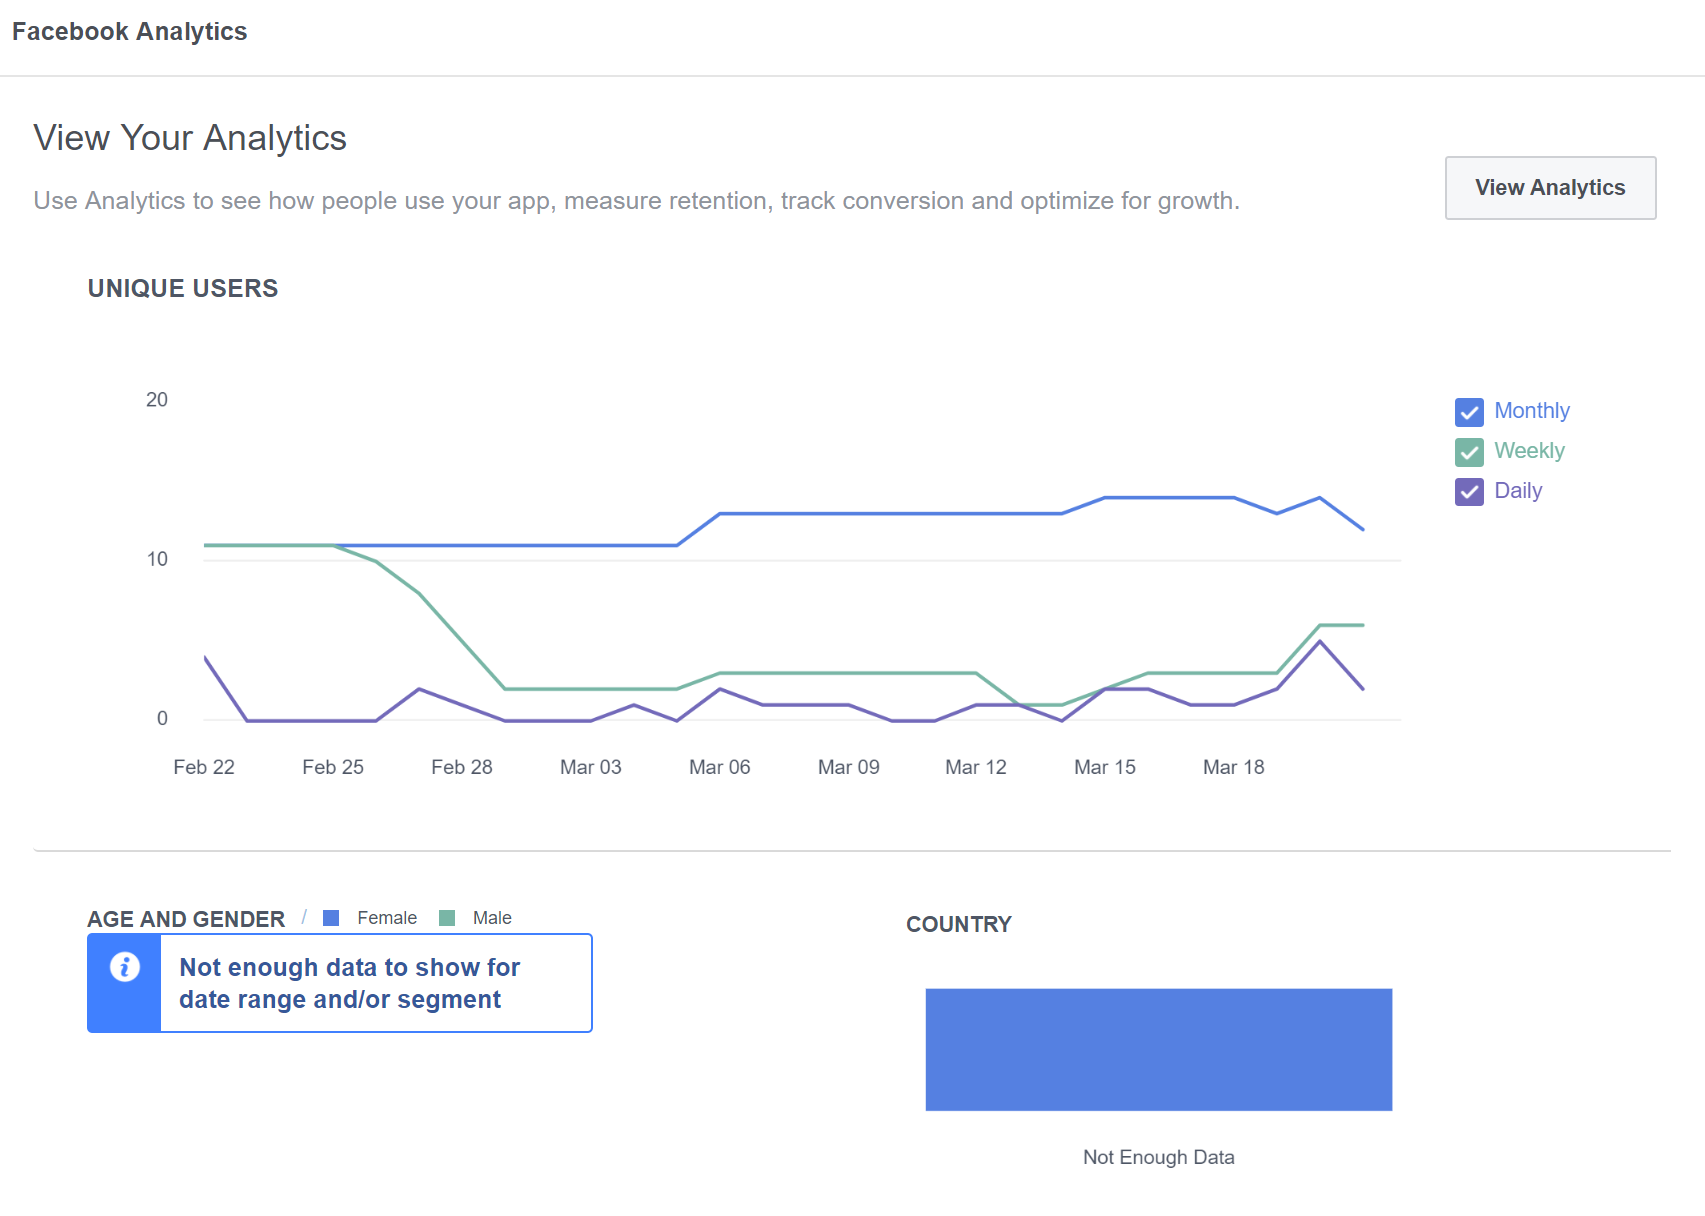 Facebook Analytics
View Your Analytics
Use Analytics to see how people use your app, measure retention, track conversion and optimize for growth.
View Analytics
UNIQUE USERS
20
10
0
Feb 22 Feb 25 Feb 28 Mar 03 Mar 06 Mar 09 Mar 12 Mar 15 Mar 18
Monthly
Weekly
Daily
AGE AND GENDER / Female Male
Not enough data to show for
date range and/or segment
COUNTRY
Not Enough Data